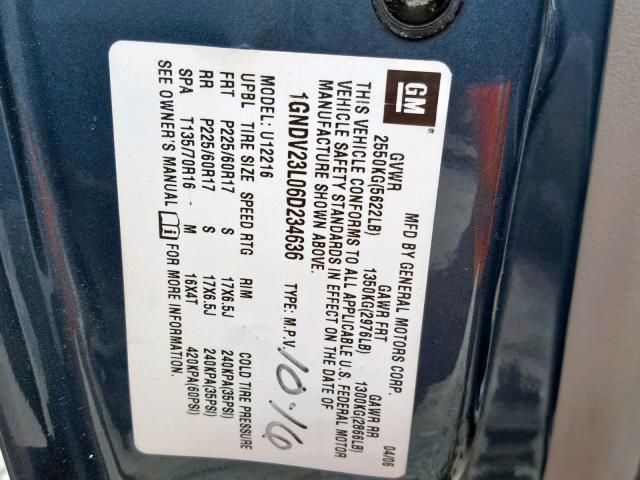 GM ®
MFD BY GENERAL MOTORS CORP. 04/06
GVWR GAWR FRT GAWR RR
2550KG(5622LB) 1350KG(2976LB) 1300KG(2866LB)
THIS VEHICLE CONFORMS TO ALL APPLICABLE U.S. FEDERAL MOTOR
VEHICLE SAFETY STANDARDS IN EFFECT ON THE DATE OF
MANUFACTURE SHOWN ABOVE.
1GNDV23L06D234636 TYPE: M.P.V.
10·16
MODEL: U12216
UPBL TIRE SIZE SPEED RTG RIM COLD TIRE PRESSURE
FRT P225/60R17 S 17X6.5J 240KPA(35PSI)
RR P225/60R17 S 17X6.5J 240KPA(35PSI)
SPA T135/70R16 M 16X4T 420KPA(60PSI)
SEE OWNER'S MANUAL i FOR MORE INFORMATION.